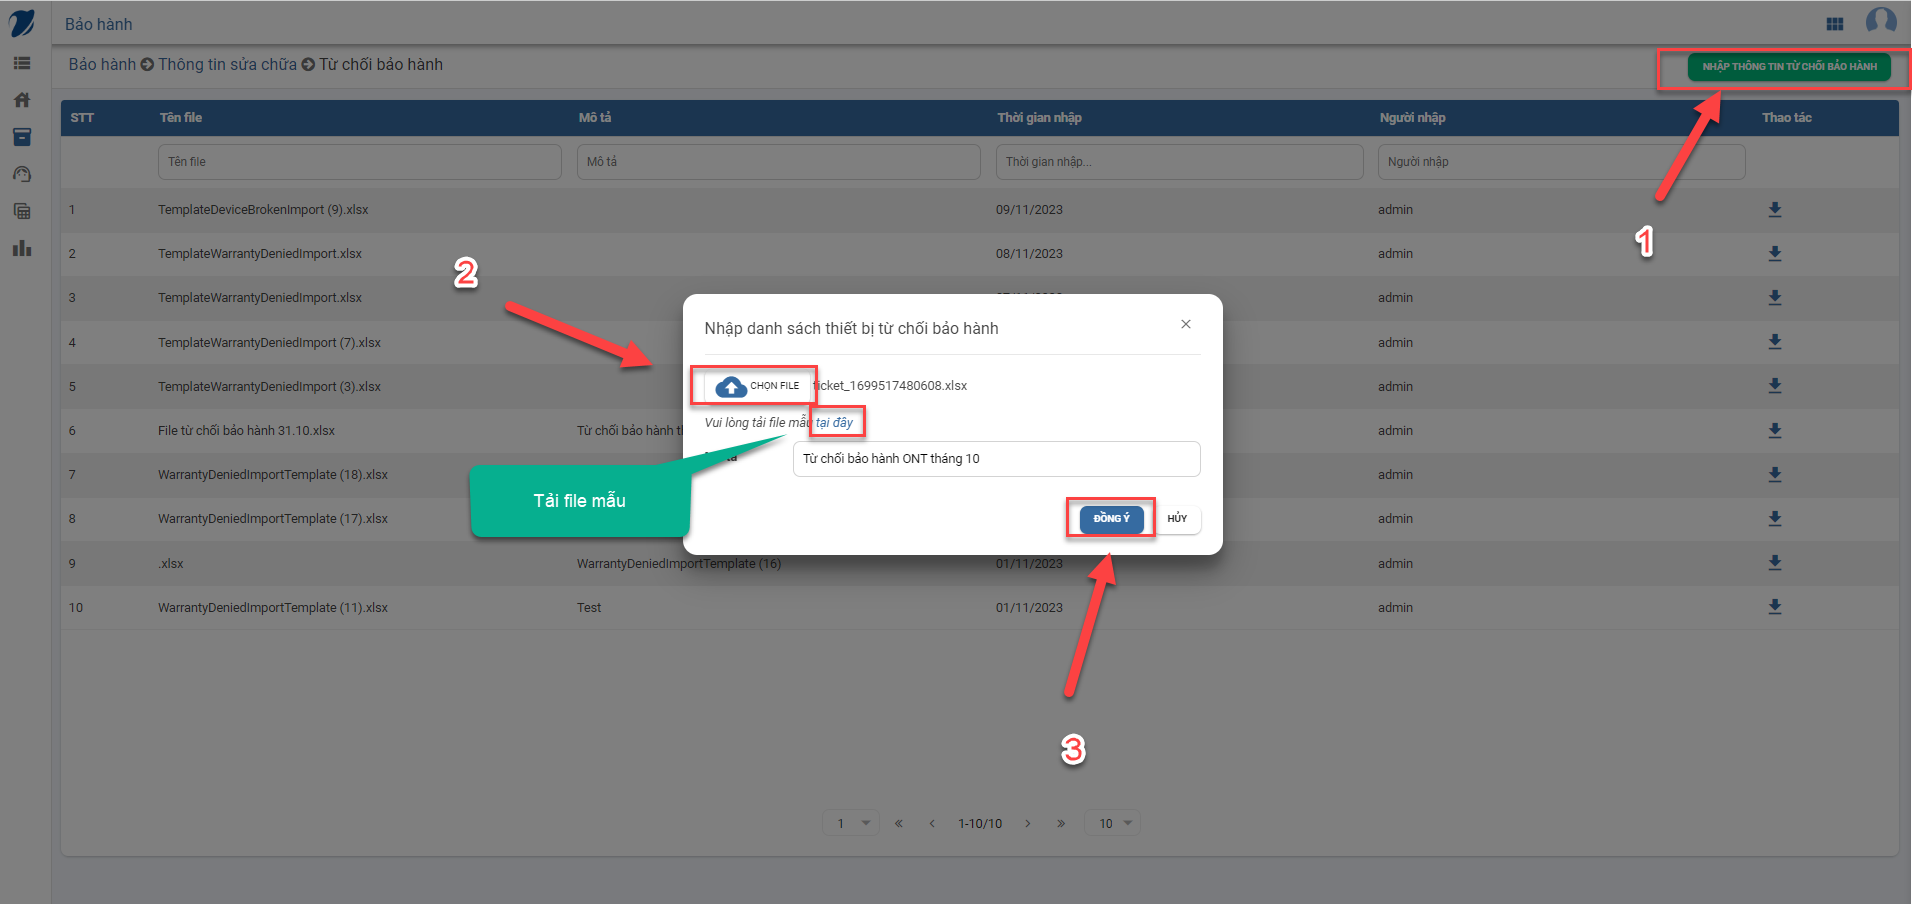 Bảo hành
Bảo hành Thông tin sửa chữa Từ chối bảo hành
NHẬP THÔNG TIN TỪ CHỐI BẢO HÀNH
STT Tên file Mô tả Thời gian nhập Người nhập Thao tác
Tên file Mô tả Thời gian nhập... Người nhập
1 TemplateDeviceBrokenImport (9).xlsx 09/11/2023 admin
2 TemplateWarrantyDeniedImport.xlsx 08/11/2023 admin
1
2
3 TemplateWarrantyDeniedImport.xlsx admin
4 TemplateWarrantyDeniedImport (7).xlsx admin
5 TemplateWarrantyDeniedImport (3).xlsx admin
6 File từ chối bảo hành 31.10.xlsx Từ chối bảo hành admin
7 WarrantyDeniedImportTemplate (18).xlsx admin
8 WarrantyDeniedImportTemplate (17).xlsx admin
9 .xlsx WarrantyDeniedImportTemplate (16) 01/11/2023 admin
10 WarrantyDeniedImportTemplate (11).xlsx Test 01/11/2023 admin
Nhập danh sách thiết bị từ chối bảo hành
CHỌN FILE ticket_1699517480608.xlsx
Vui lòng tải file mẫu tại đây
Từ chối bảo hành ONT tháng 10
Tải file mẫu
ĐỒNG Ý HỦY
3
1 « ‹ 1-10/10 › » 10